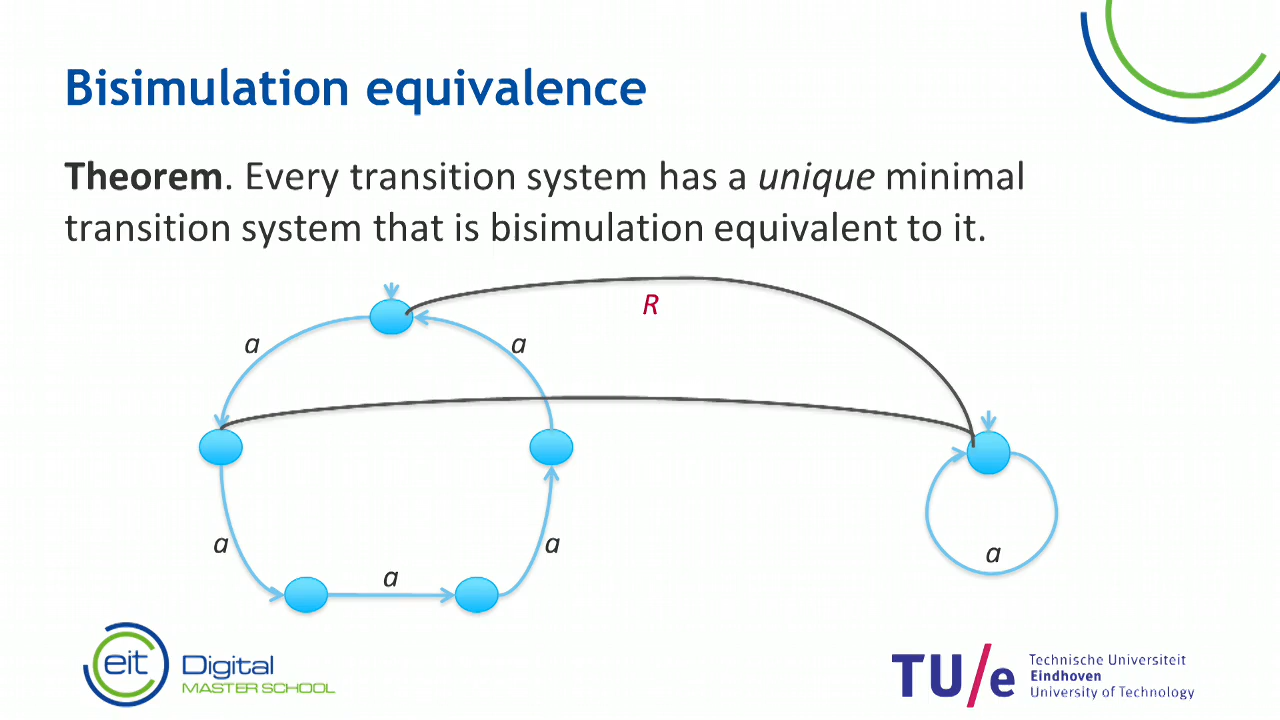 Bisimulation equivalence
Theorem. Every transition system has a unique minimal
transition system that is bisimulation equivalent to it.
R
a
a
a
a
a
a
eit Digital
MASTER SCHOOL
TU/e
Technische Universiteit
Eindhoven
University of Technology